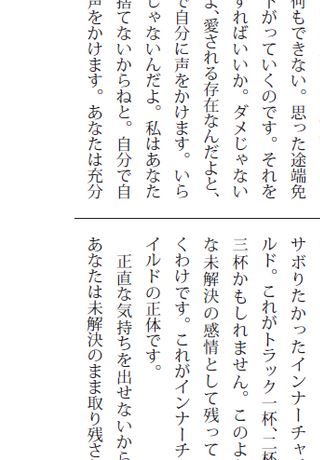 何もできない。思った途端免
下がっていくのです。それを
すればいいか。ダメじゃない
よ、愛される存在なんだよと、
で自分に声をかけます。いら
じゃないんだよ。私はあなた
捨てないからねと。自分で自
声をかけます。あなたは充分
サボりたかったインナーチャ
ルド。これがトラック一杯、二杯
三杯かもしれません。このよ
な未解決の感情として残って
くわけです。これがインナーチ
イルドの正体です。
正直な気持ちを出せないから
あなたは未解決のまま取り残さ